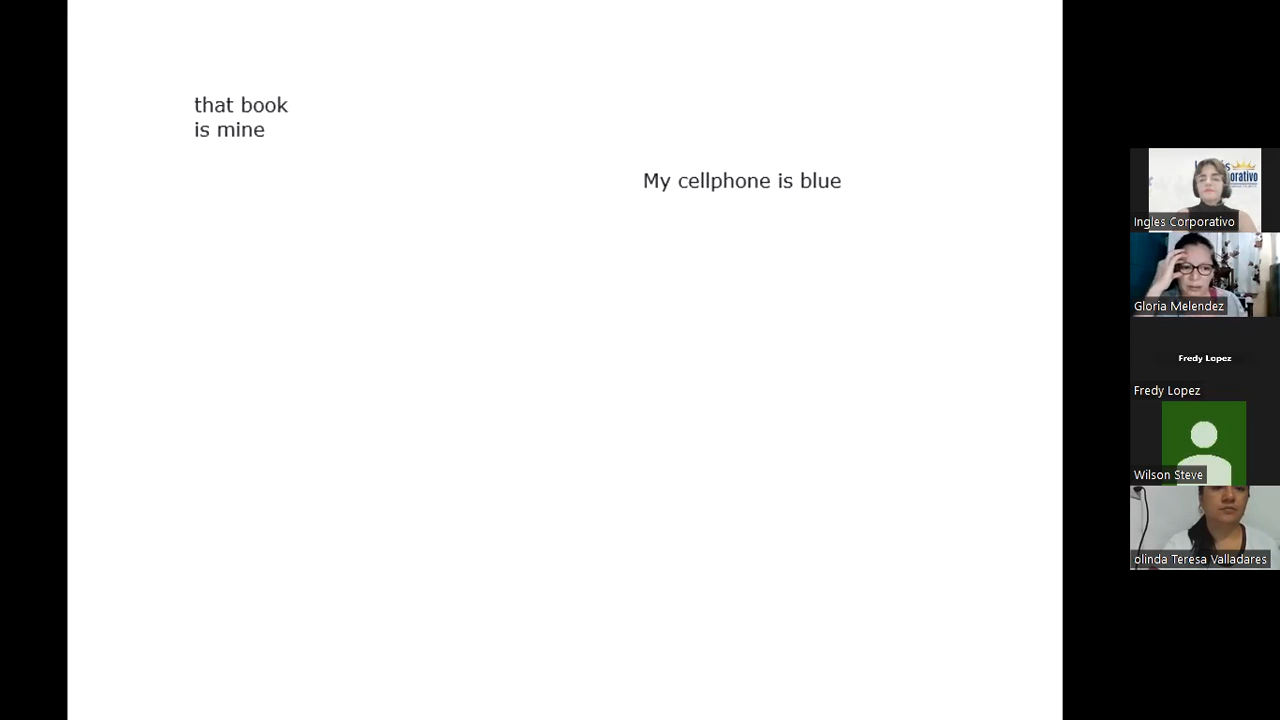 that book
is mine
My cellphone is blue
Ingles Corporativo
Gloria Melendez
Fredy Lopez
Fredy Lopez
Wilson Steve
olinda Teresa Valladares